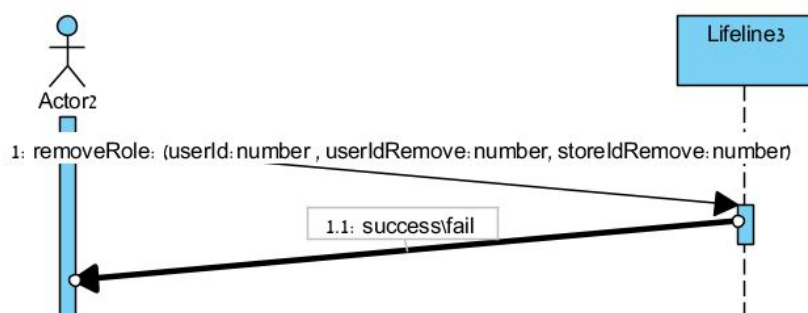 Lifeline3
Actor2
1: removeRole: (userId:number , userIdRemove:number, storeIdRemove:number)
1.1: success\fail